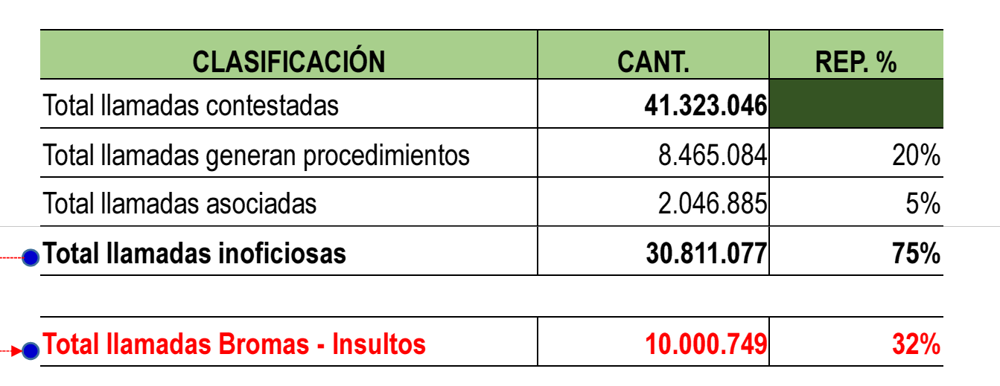 CLASIFICACIÓN CANT. REP. %
Total llamadas contestadas 41.323.046
Total llamadas generan procedimientos 8.465.084 20%
Total llamadas asociadas 2.046.885 5%
Total llamadas inoficiosas 30.811.077 75%
Total llamadas Bromas - Insultos 10.000.749 32%